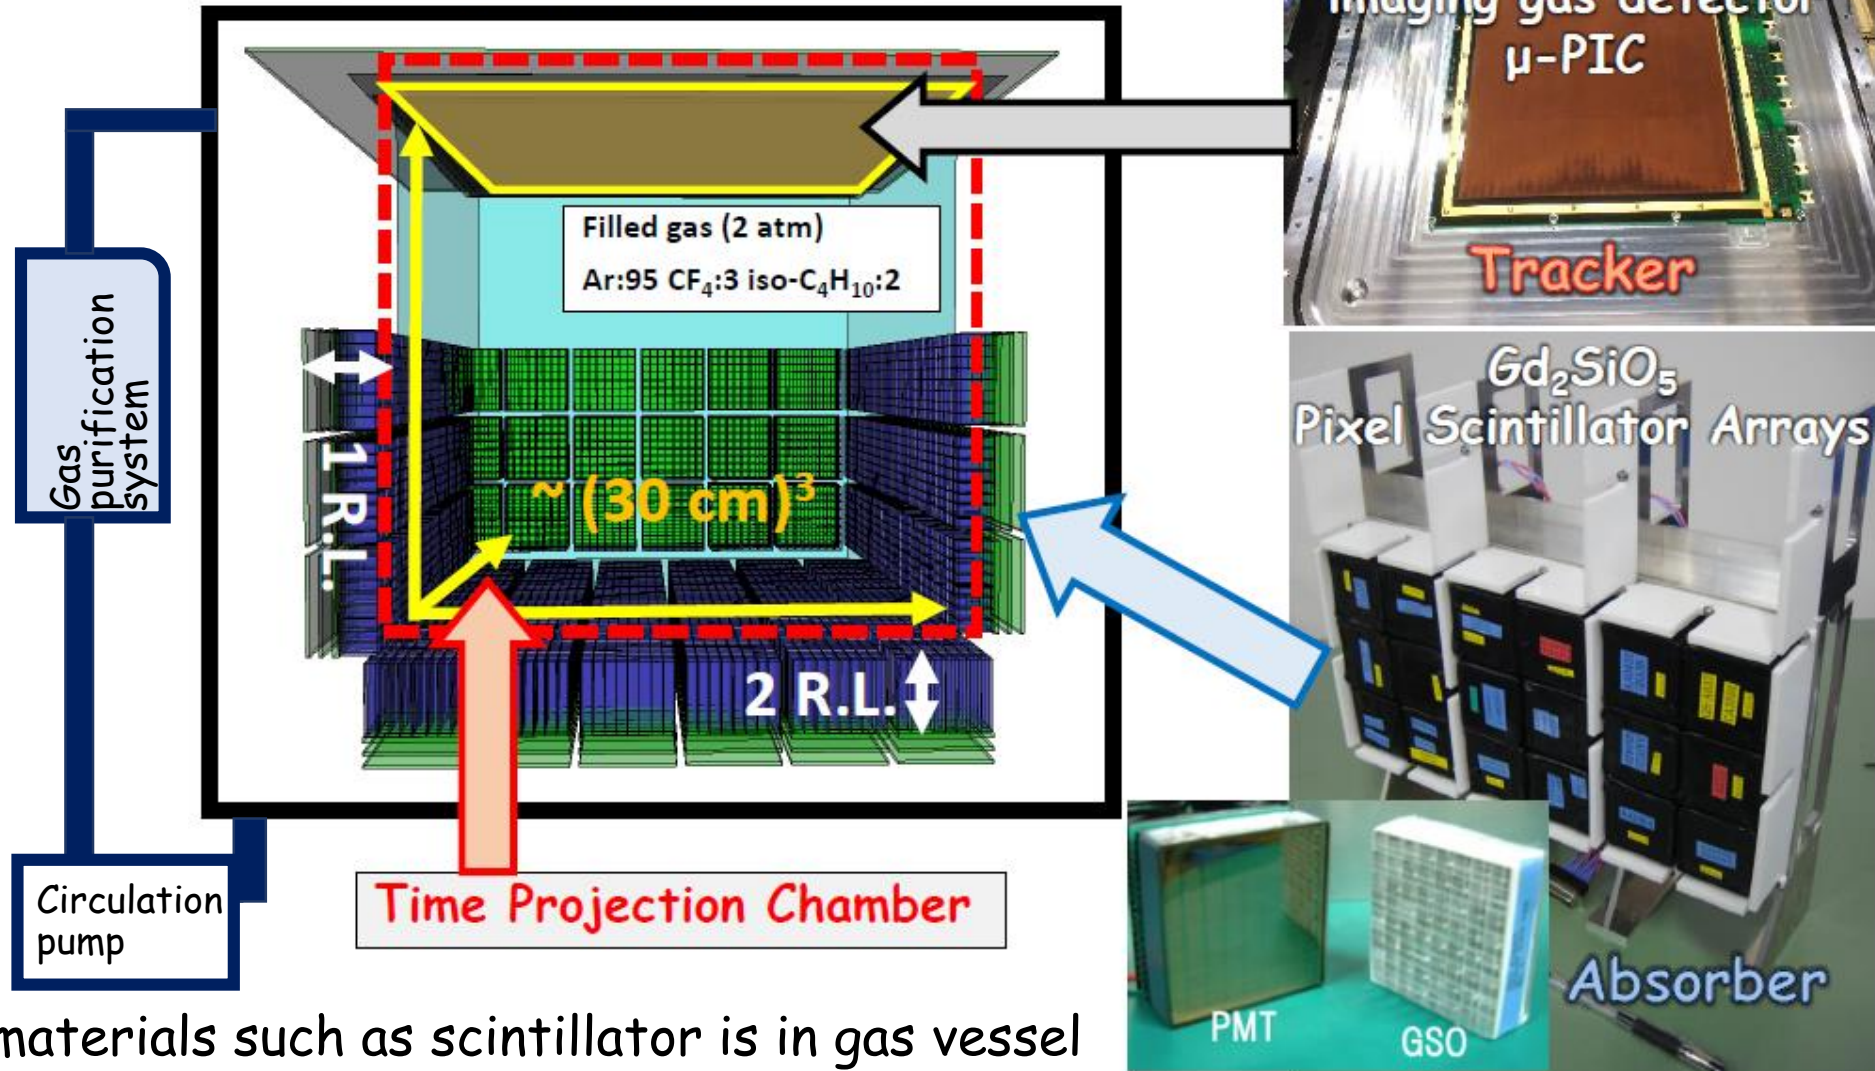 imaging gas detector
μ-PIC
Tracker
Filled gas (2 atm)
Ar:95 CF₄:3 iso-C₄H₁₀:2
Gas
purification
system
1 R.L.
~ (30 cm)³
2 R.L.
Gd₂SiO₅
Pixel Scintillator Arrays
Circulation
pump
Time Projection Chamber
PMT
GSO
Absorber
materials such as scintillator is in gas vessel